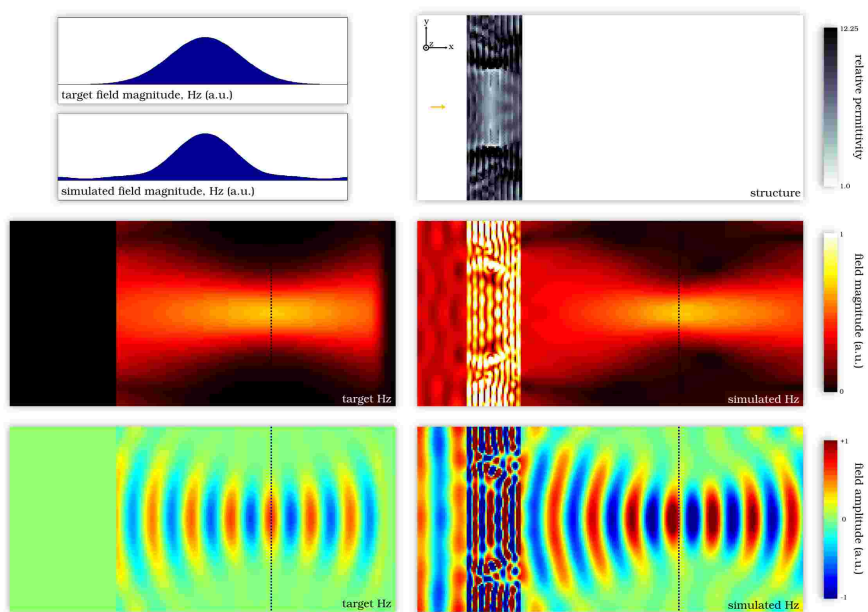 target field magnitude, Hz (a.u.)
simulated field magnitude, Hz (a.u.)
y
z
x
structure
12.25
1.0
relative permittivity
target Hz
simulated Hz
1
0
field magnitude (a.u.)
target Hz
simulated Hz
+1
0
-1
field amplitude (a.u.)